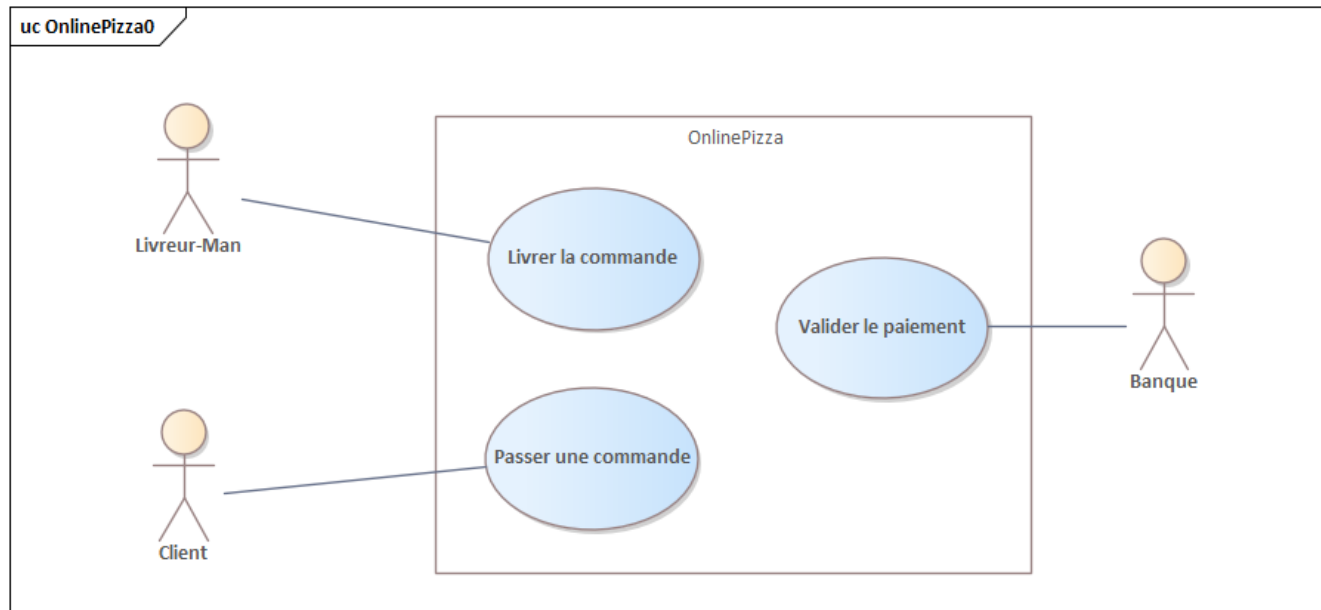 uc OnlinePizza0
OnlinePizza
Livreur-Man
Livrer la commande
Valider le paiement
Banque
Passer une commande
Client